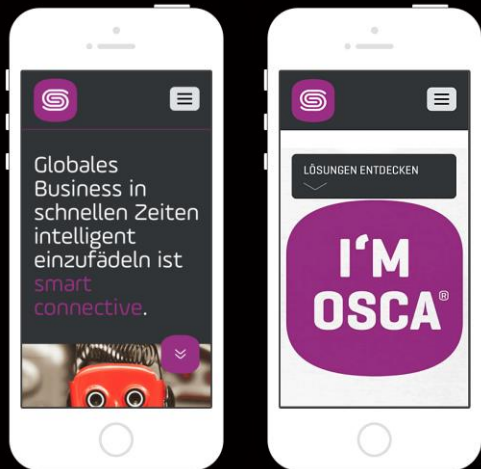 Globales
Business in
schnellen Zeiten
intelligent
einzufädeln ist
smart
connective.
LÖSUNGEN ENTDECKEN
I‘M
OSCA®